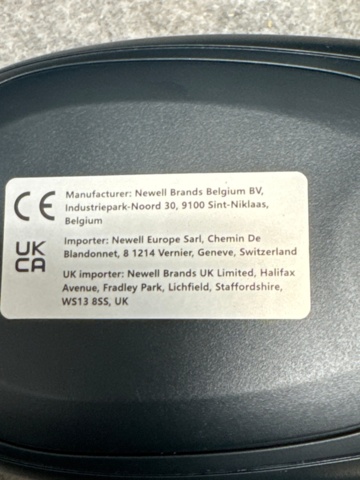 CE
Manufacturer: Newell Brands Belgium BV,
Industriepark-Noord 30, 9100 Sint-Niklaas,
Belgium
UK
CA
Importer: Newell Europe Sarl, Chemin De
Blandonnet, 8 1214 Vernier, Geneve, Switzerland
UK importer: Newell Brands UK Limited, Halifax
Avenue, Fradley Park, Lichfield, Staffordshire,
WS13 8SS, UK